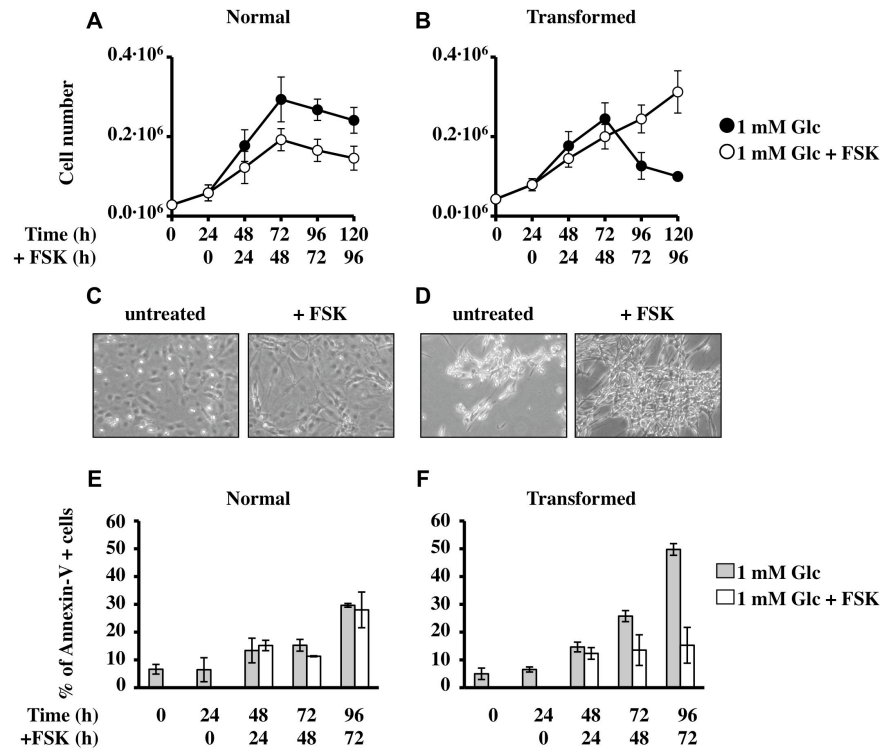 A Normal
B Transformed
Cell number
0.4·10⁶
0.2·10⁶
0.0·10⁶
0.4·10⁶
0.2·10⁶
0.0·10⁶
1 mM Glc
1 mM Glc + FSK
Time (h) 0 24 48 72 96 120
+ FSK (h) 0 24 48 72 96
0 24 48 72 96 120
0 24 48 72 96
C
untreated + FSK
D
untreated + FSK
E Normal
F Transformed
% of Annexin-V + cells
60
50
40
30
20
10
0
60
50
40
30
20
10
0
1 mM Glc
1 mM Glc + FSK
Time (h) 0 24 48 72 96
+FSK (h) 0 24 48 72
0 24 48 72 96
0 24 48 72